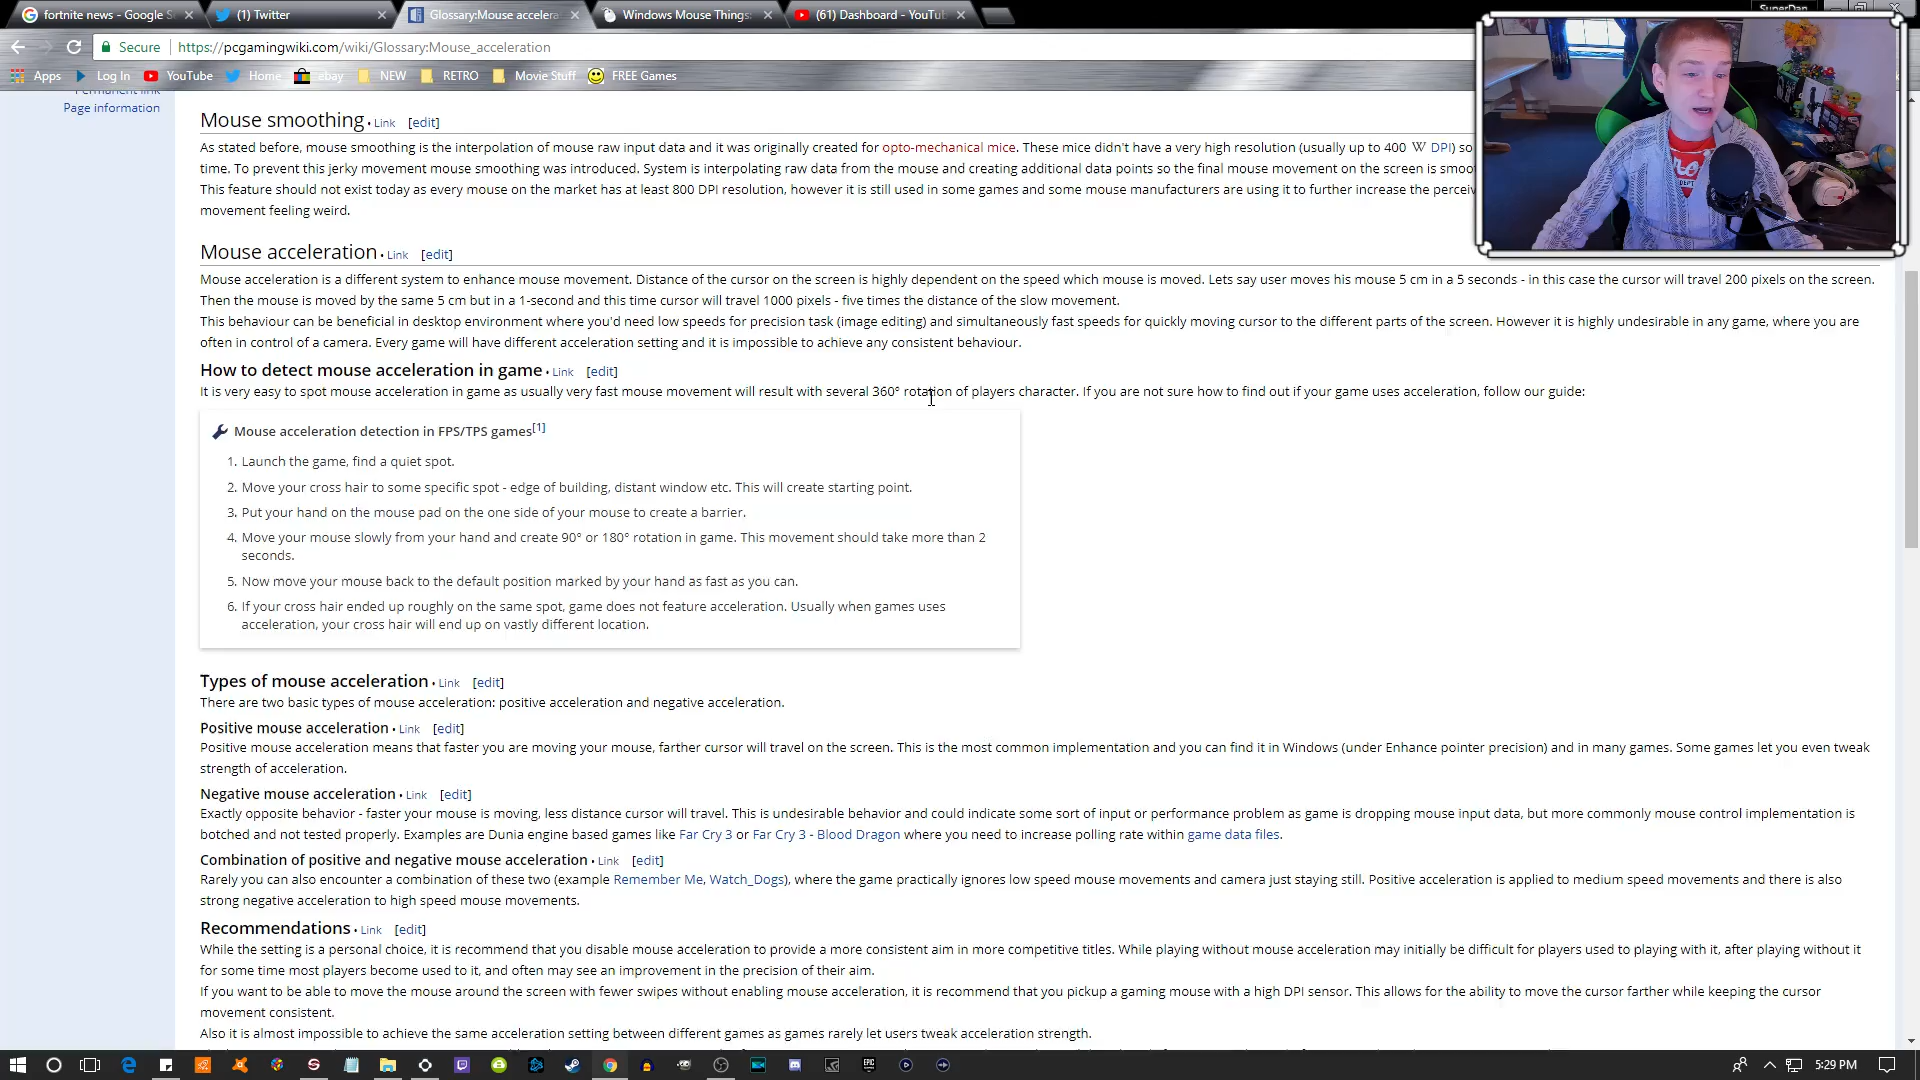 fortnite news - Google S
(1) Twitter
Glossary:Mouse accelera
Windows Mouse Things
(61) Dashboard - YouTu
SuperDan
Secure
https://pcgamingwiki.com/wiki/Glossary:Mouse_acceleration
Apps
Log In
YouTube
Home
ebay
NEW
RETRO
Movie Stuff
FREE Games
Permanent link
Page information
Mouse smoothing • Link [edit]
As stated before, mouse smoothing is the interpolation of mouse raw input data and it was originally created for opto-mechanical mice. These mice didn't have a very high resolution (usually up to 400 W DPI) so
time. To prevent this jerky movement mouse smoothing was introduced. System is interpolating raw data from the mouse and creating additional data points so the final mouse movement on the screen is smoo
This feature should not exist today as every mouse on the market has at least 800 DPI resolution, however it is still used in some games and some mouse manufacturers are using it to further increase the percei
movement feeling weird.
Mouse acceleration • Link [edit]
Mouse acceleration is a different system to enhance mouse movement. Distance of the cursor on the screen is highly dependent on the speed which mouse is moved. Lets say user moves his mouse 5 cm in a 5 seconds - in this case the cursor will travel 200 pixels on the screen.
Then the mouse is moved by the same 5 cm but in a 1-second and this time cursor will travel 1000 pixels - five times the distance of the slow movement.
This behaviour can be beneficial in desktop environment where you'd need low speeds for precision task (image editing) and simultaneously fast speeds for quickly moving cursor to the different parts of the screen. However it is highly undesirable in any game, where you are
often in control of a camera. Every game will have different acceleration setting and it is impossible to achieve any consistent behaviour.
How to detect mouse acceleration in game • Link [edit]
It is very easy to spot mouse acceleration in game as usually very fast mouse movement will result with several 360° rotation of players character. If you are not sure how to find out if your game uses acceleration, follow our guide:
Mouse acceleration detection in FPS/TPS games[1]
1. Launch the game, find a quiet spot.
2. Move your cross hair to some specific spot - edge of building, distant window etc. This will create starting point.
3. Put your hand on the mouse pad on the one side of your mouse to create a barrier.
4. Move your mouse slowly from your hand and create 90° or 180° rotation in game. This movement should take more than 2
seconds.
5. Now move your mouse back to the default position marked by your hand as fast as you can.
6. If your cross hair ended up roughly on the same spot, game does not feature acceleration. Usually when games uses
acceleration, your cross hair will end up on vastly different location.
Types of mouse acceleration • Link [edit]
There are two basic types of mouse acceleration: positive acceleration and negative acceleration.
Positive mouse acceleration • Link [edit]
Positive mouse acceleration means that faster you are moving your mouse, farther cursor will travel on the screen. This is the most common implementation and you can find it in Windows (under Enhance pointer precision) and in many games. Some games let you even tweak
strength of acceleration.
Negative mouse acceleration • Link [edit]
Exactly opposite behavior - faster your mouse is moving, less distance cursor will travel. This is undesirable behavior and could indicate some sort of input or performance problem as game is dropping mouse input data, but more commonly mouse control implementation is
botched and not tested properly. Examples are Dunia engine based games like Far Cry 3 or Far Cry 3 - Blood Dragon where you need to increase polling rate within game data files.
Combination of positive and negative mouse acceleration • Link [edit]
Rarely you can also encounter a combination of these two (example Remember Me, Watch_Dogs), where the game practically ignores low speed mouse movements and camera just staying still. Positive acceleration is applied to medium speed movements and there is also
strong negative acceleration to high speed mouse movements.
Recommendations • Link [edit]
While the setting is a personal choice, it is recommend that you disable mouse acceleration to provide a more consistent aim in more competitive titles. While playing without mouse acceleration may initially be difficult for players used to playing with it, after playing without it
for some time most players become used to it, and often may see an improvement in the precision of their aim.
If you want to be able to move the mouse around the screen with fewer swipes without enabling mouse acceleration, it is recommend that you pickup a gaming mouse with a high DPI sensor. This allows for the ability to move the cursor farther while keeping the cursor
movement consistent.
Also it is almost impossible to achieve the same acceleration setting between different games as games rarely let users tweak acceleration strength.
5:29 PM